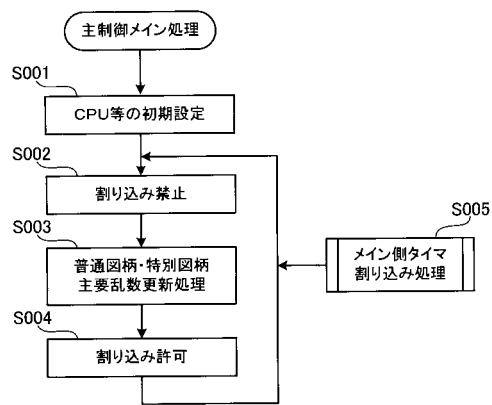 主制御メイン処理
S001
CPU等の初期設定
S002
割り込み禁止
S003
普通図柄・特別図柄
主要乱数更新処理
S004
割り込み許可
S005
メイン側タイマ
割り込み処理